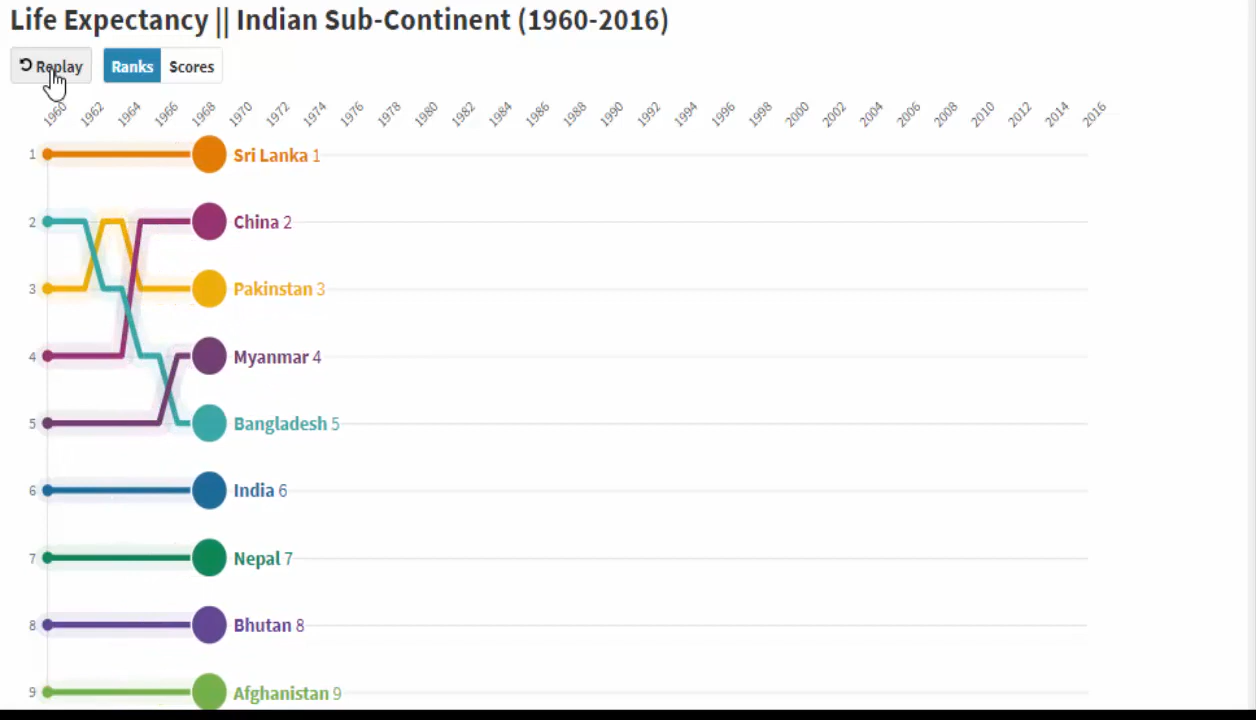 Life Expectancy || Indian Sub-Continent (1960-2016)
Replay Ranks Scores
1960 1962 1964 1966 1968 1970 1972 1974 1976 1978 1980 1982 1984 1986 1988 1990 1992 1994 1996 1998 2000 2002 2004 2006 2008 2010 2012 2014 2016
1 Sri Lanka 1
2 China 2
3 Pakinstan 3
4 Myanmar 4
5 Bangladesh 5
6 India 6
7 Nepal 7
8 Bhutan 8
9 Afghanistan 9